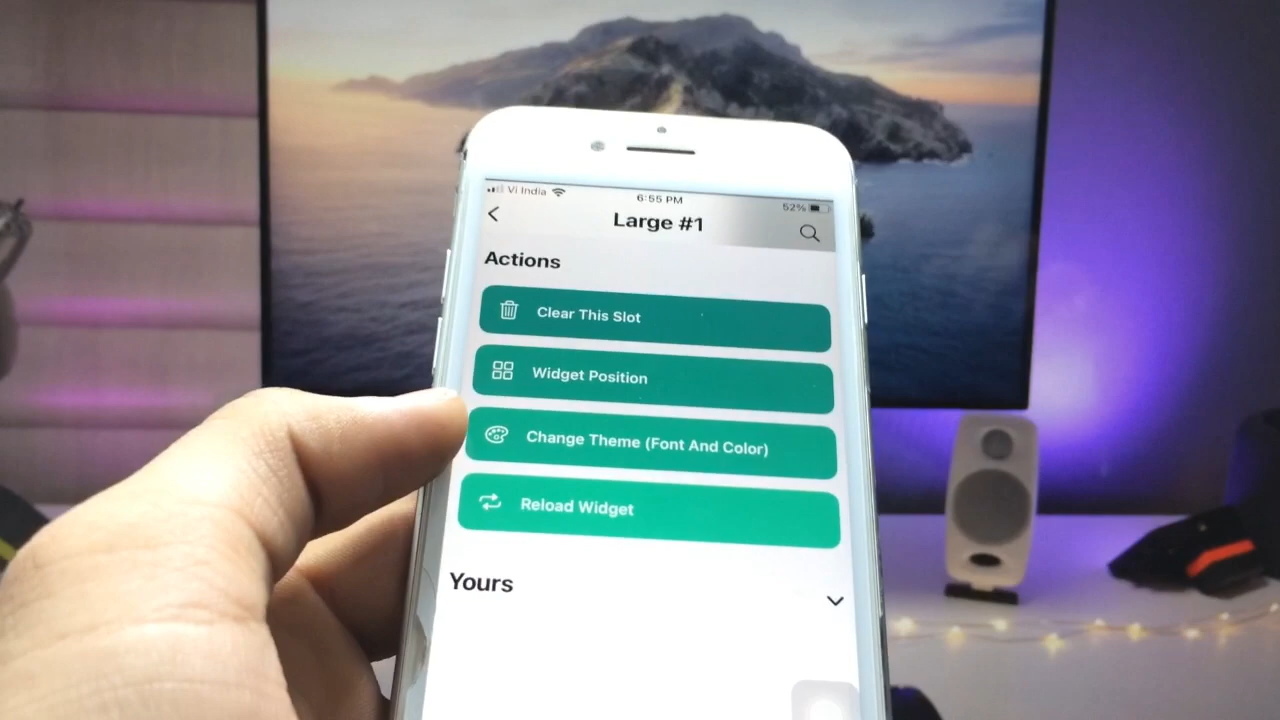 Vi India
6:55 PM
52%
Large #1
Actions
Clear This Slot
Widget Position
Change Theme (Font And Color)
Reload Widget
Yours